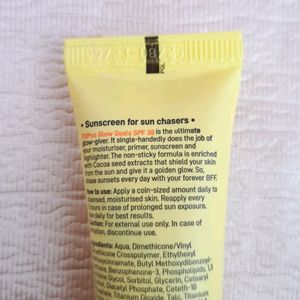 • Sunscreen for sun chasers •
POPxo Glow Goals SPF 30 is the ultimate
glow-giver. It single-handedly does the job of
your moisturiser, primer, sunscreen and
highlighter. The non-sticky formula is enriched
with Cocoa seed extracts that shield your skin
from the sun and give it a golden glow. So,
chase sunsets every day with your forever BFF.
How to use: Apply a coin-sized amount daily to
cleansed, moisturised skin. Reapply every
hours in case of prolonged sun exposure.
daily for best results.
Caution: For external use only. In case of
irritation, discontinue use.
Ingredients: Aqua, Dimethicone/Vinyl
Dimethicone Crosspolymer, Ethylhexyl
Butyl Methoxydibenzoyl-
Benzophenone-3, Phospholipids,
Glycol, Sorbitol, Glycerin, Cetearyl
Glucoside, Cetyl Phosphate, Ceteth-10
Titanium Dioxide, Talc, Titanium